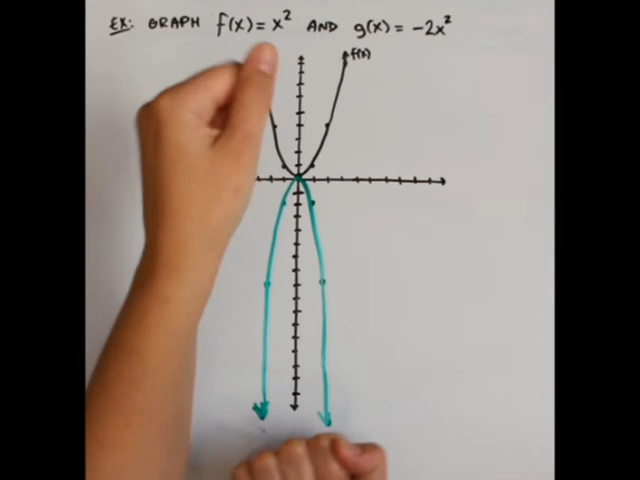 EX: GRAPH f(x) = x² AND g(x) = -2x²
f(x)